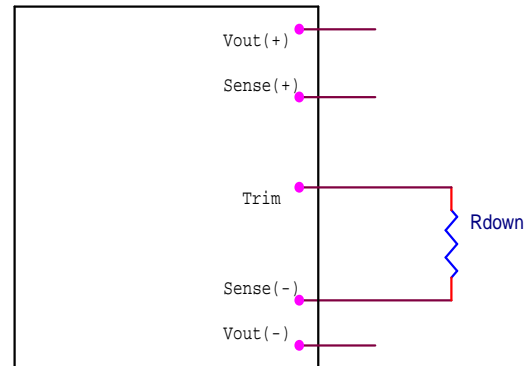 Vout(+)
Sense(+)
Trim
Rdown
Sense(-)
Vout(-)